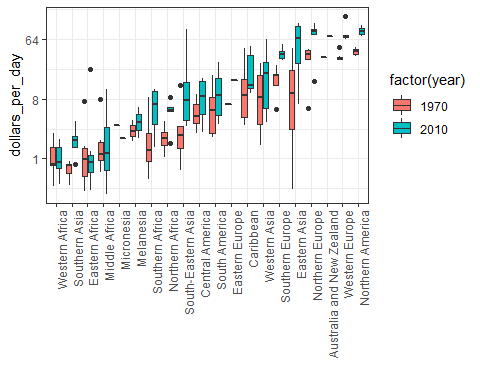 dollars_per_day
64
8
1
Western Africa
Southern Asia
Eastern Africa
Middle Africa
Micronesia
Melanesia
Southern Africa
Northern Africa
South-Eastern Asia
Central America
South America
Eastern Europe
Caribbean
Western Asia
Southern Europe
Eastern Asia
Northern Europe
Australia and New Zealand
Western Europe
Northern America
factor(year)
1970
2010